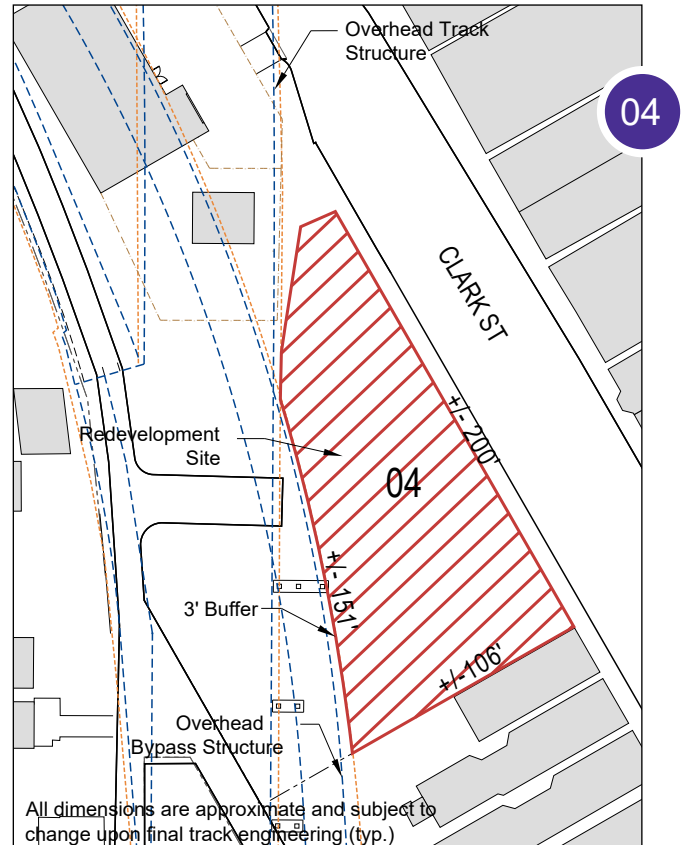 Overhead Track
Structure
04
CLARK ST
+/- 200'
Redevelopment
Site
04
+/- 151'
3' Buffer
+/-106'
Overhead
Bypass Structure
All dimensions are approximate and subject to
change upon final track engineering (typ.)